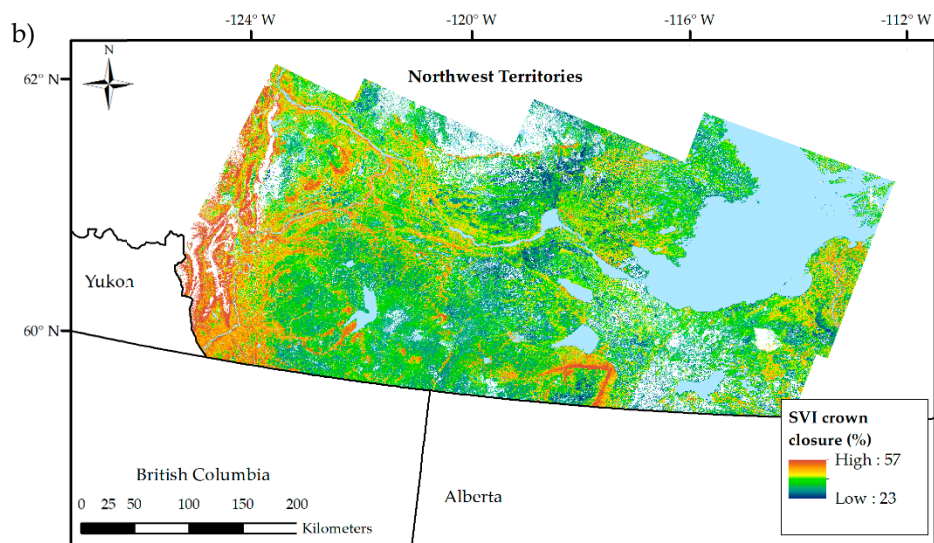 b)
-124° W
-120° W
-116° W
-112° W
N
62° N
Northwest Territories
Yukon
60° N
SVI crown
closure (%)
High : 57
Low : 23
British Columbia
Alberta
0 25 50 100 150 200
Kilometers